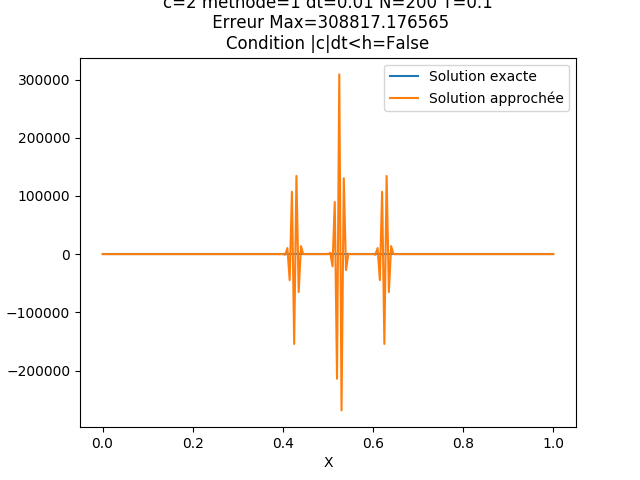 c=2 methode=1 dt=0.01 N=200 T=0.1
Erreur Max=308817.176565
Condition |c|dt<h=False
Solution exacte
Solution approchée
300000
200000
100000
0
−100000
−200000
0.0 0.2 0.4 0.6 0.8 1.0
X